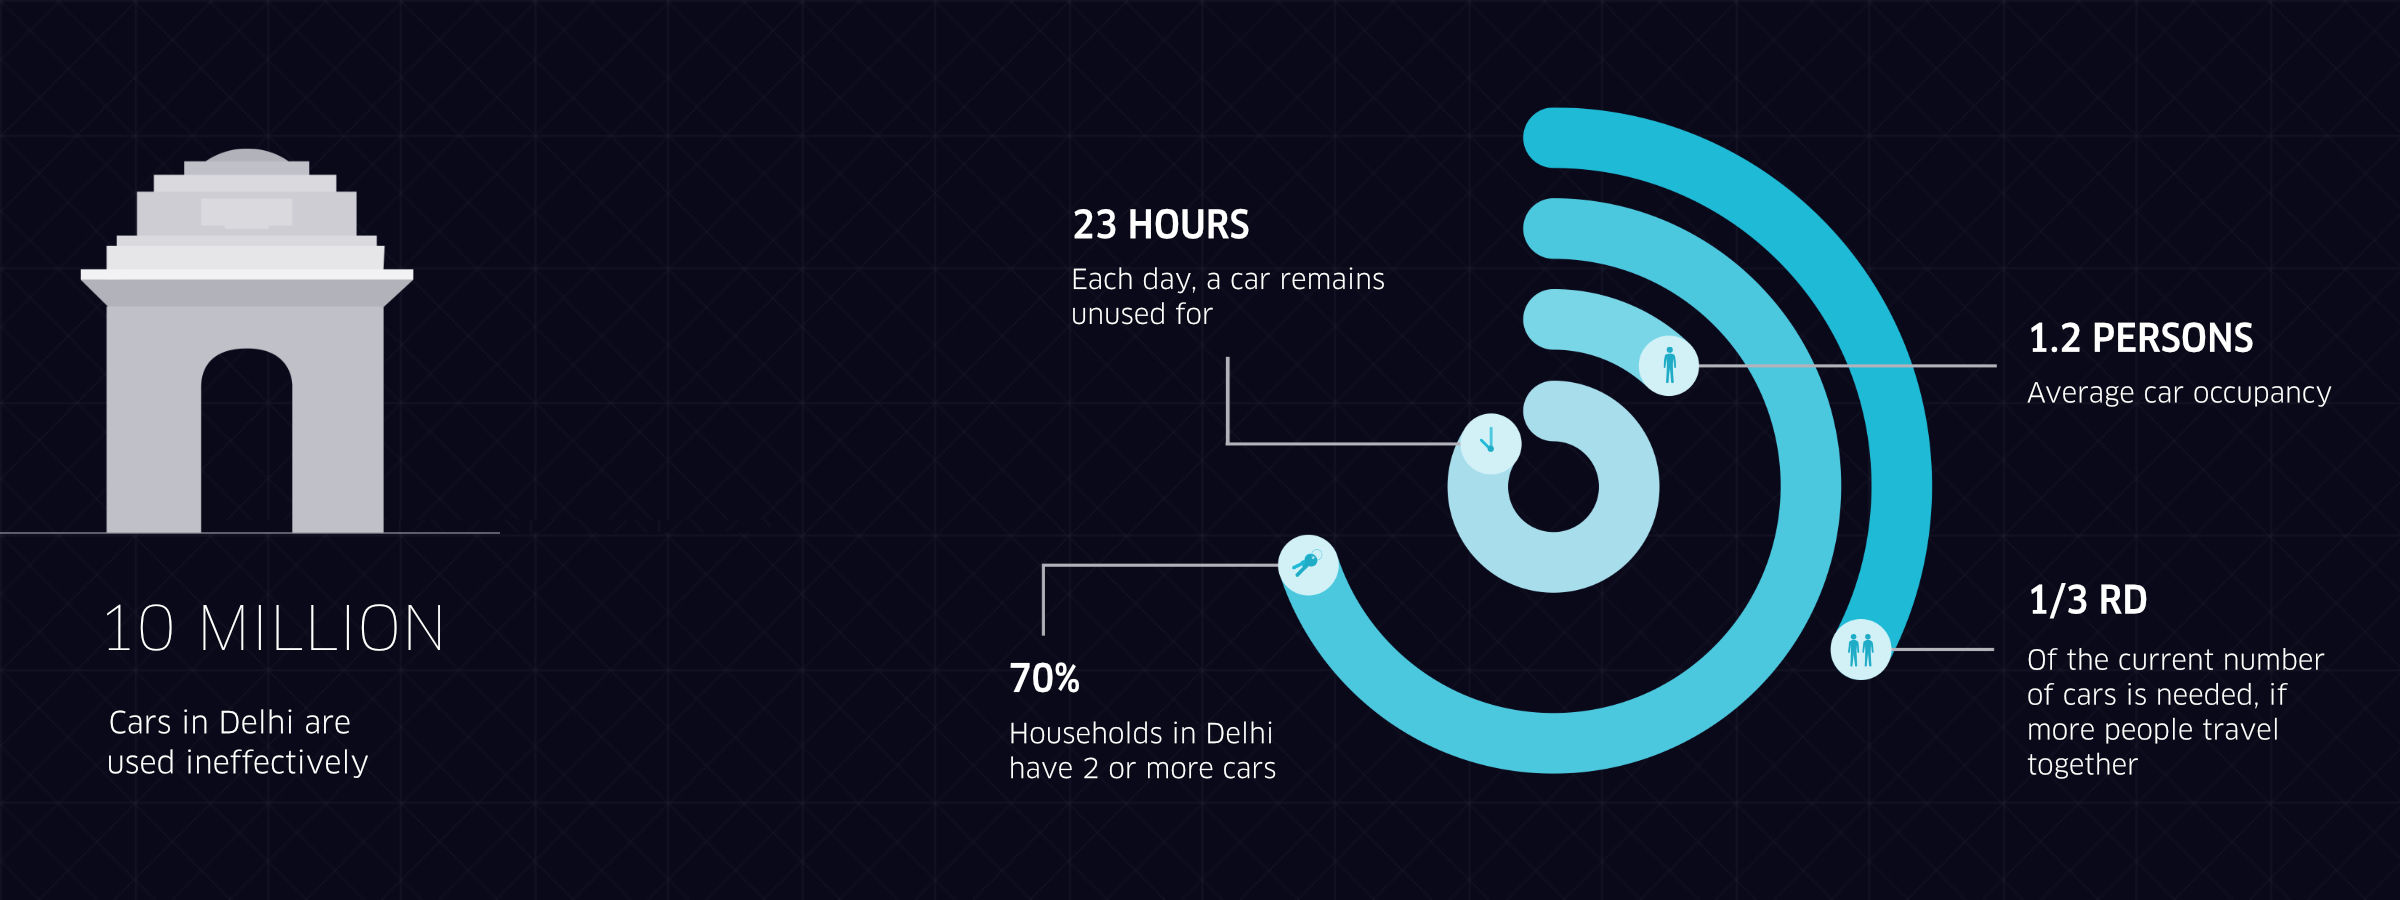 10 MILLION
Cars in Delhi are
used ineffectively
23 HOURS
Each day, a car remains
unused for
70%
Households in Delhi
have 2 or more cars
1.2 PERSONS
Average car occupancy
1/3 RD
Of the current number
of cars is needed, if
more people travel
together